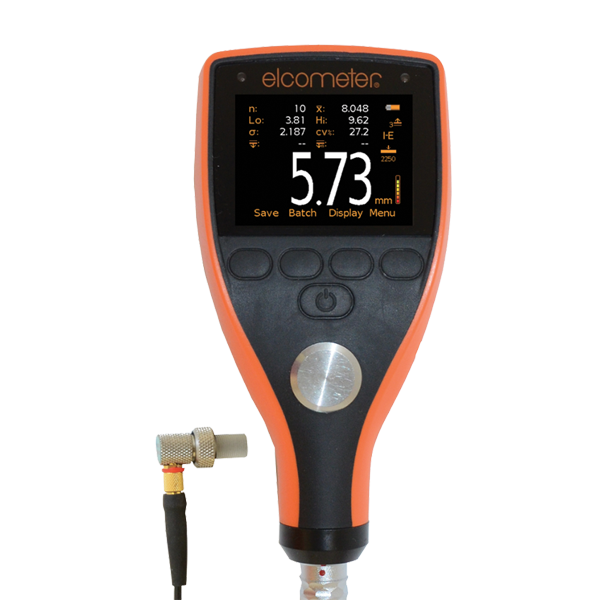 elcometer®
n: 10 x̄: 8.048
Lo: 3.81 Hi: 9.62
σ: 2.187 cv%: 27.2
: -- : --
3
I-E
2250
5.73 mm
Save Batch Display Menu